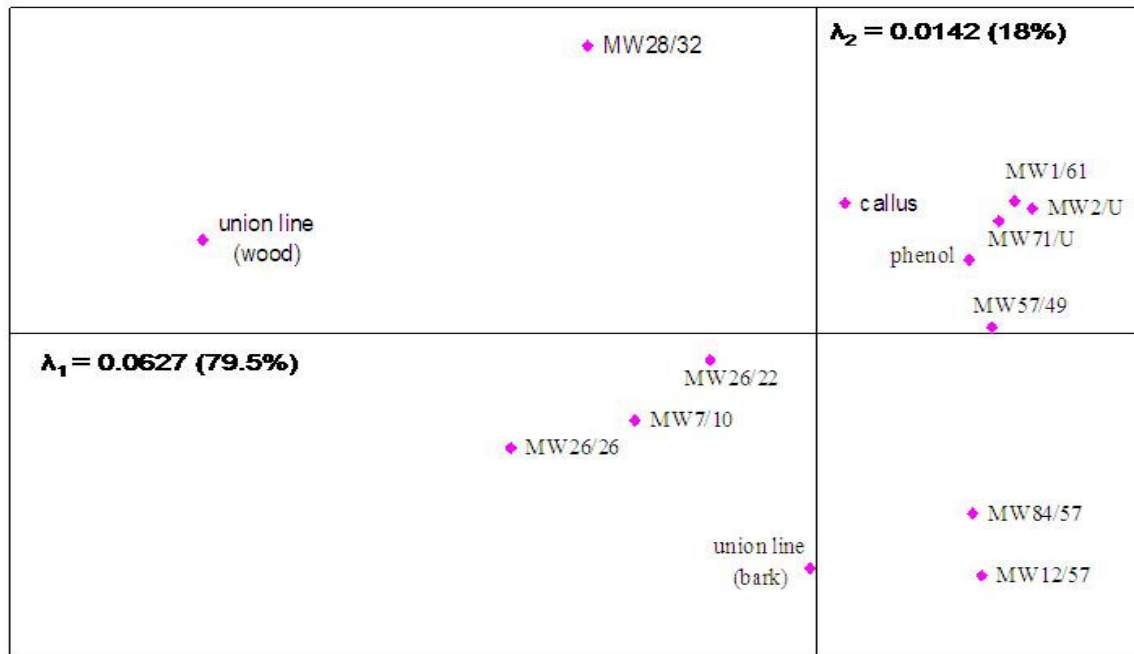 λ₂ = 0.0142 (18%)
MW28/32
MW1/61
callus
MW2/U
union line
(wood)
MW71/U
phenol
MW57/49
λ₁ = 0.0627 (79.5%)
MW26/22
MW7/10
MW26/26
MW84/57
union line
(bark)
MW12/57